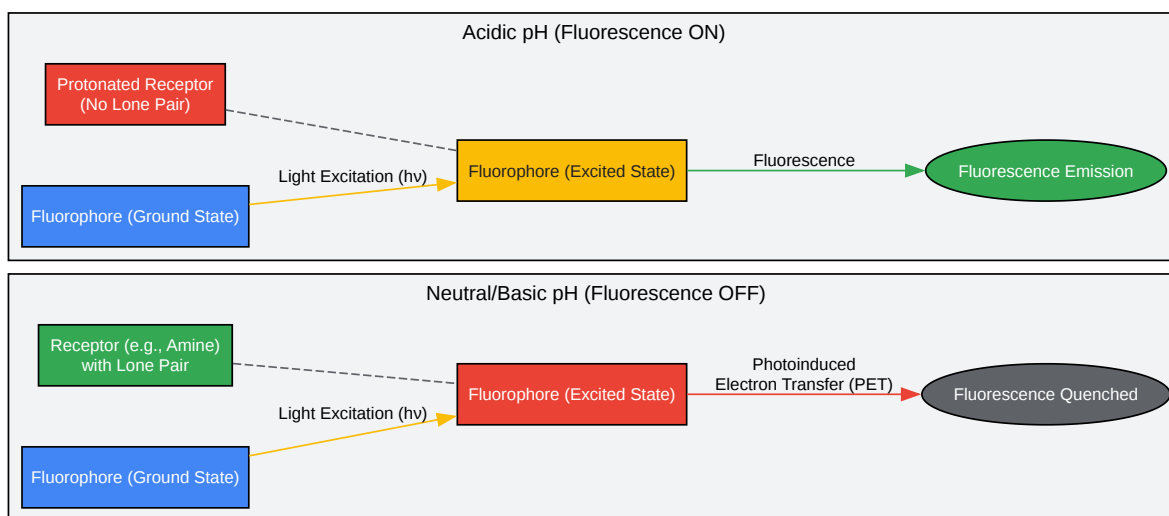 Acidic pH (Fluorescence ON)
Protonated Receptor
(No Lone Pair)
Light Excitation (hν)
Fluorophore (Ground State)
Fluorophore (Excited State)
Fluorescence
Fluorescence Emission
Neutral/Basic pH (Fluorescence OFF)
Receptor (e.g., Amine)
with Lone Pair
Light Excitation (hν)
Fluorophore (Ground State)
Fluorophore (Excited State)
Photoinduced
Electron Transfer (PET)
Fluorescence Quenched